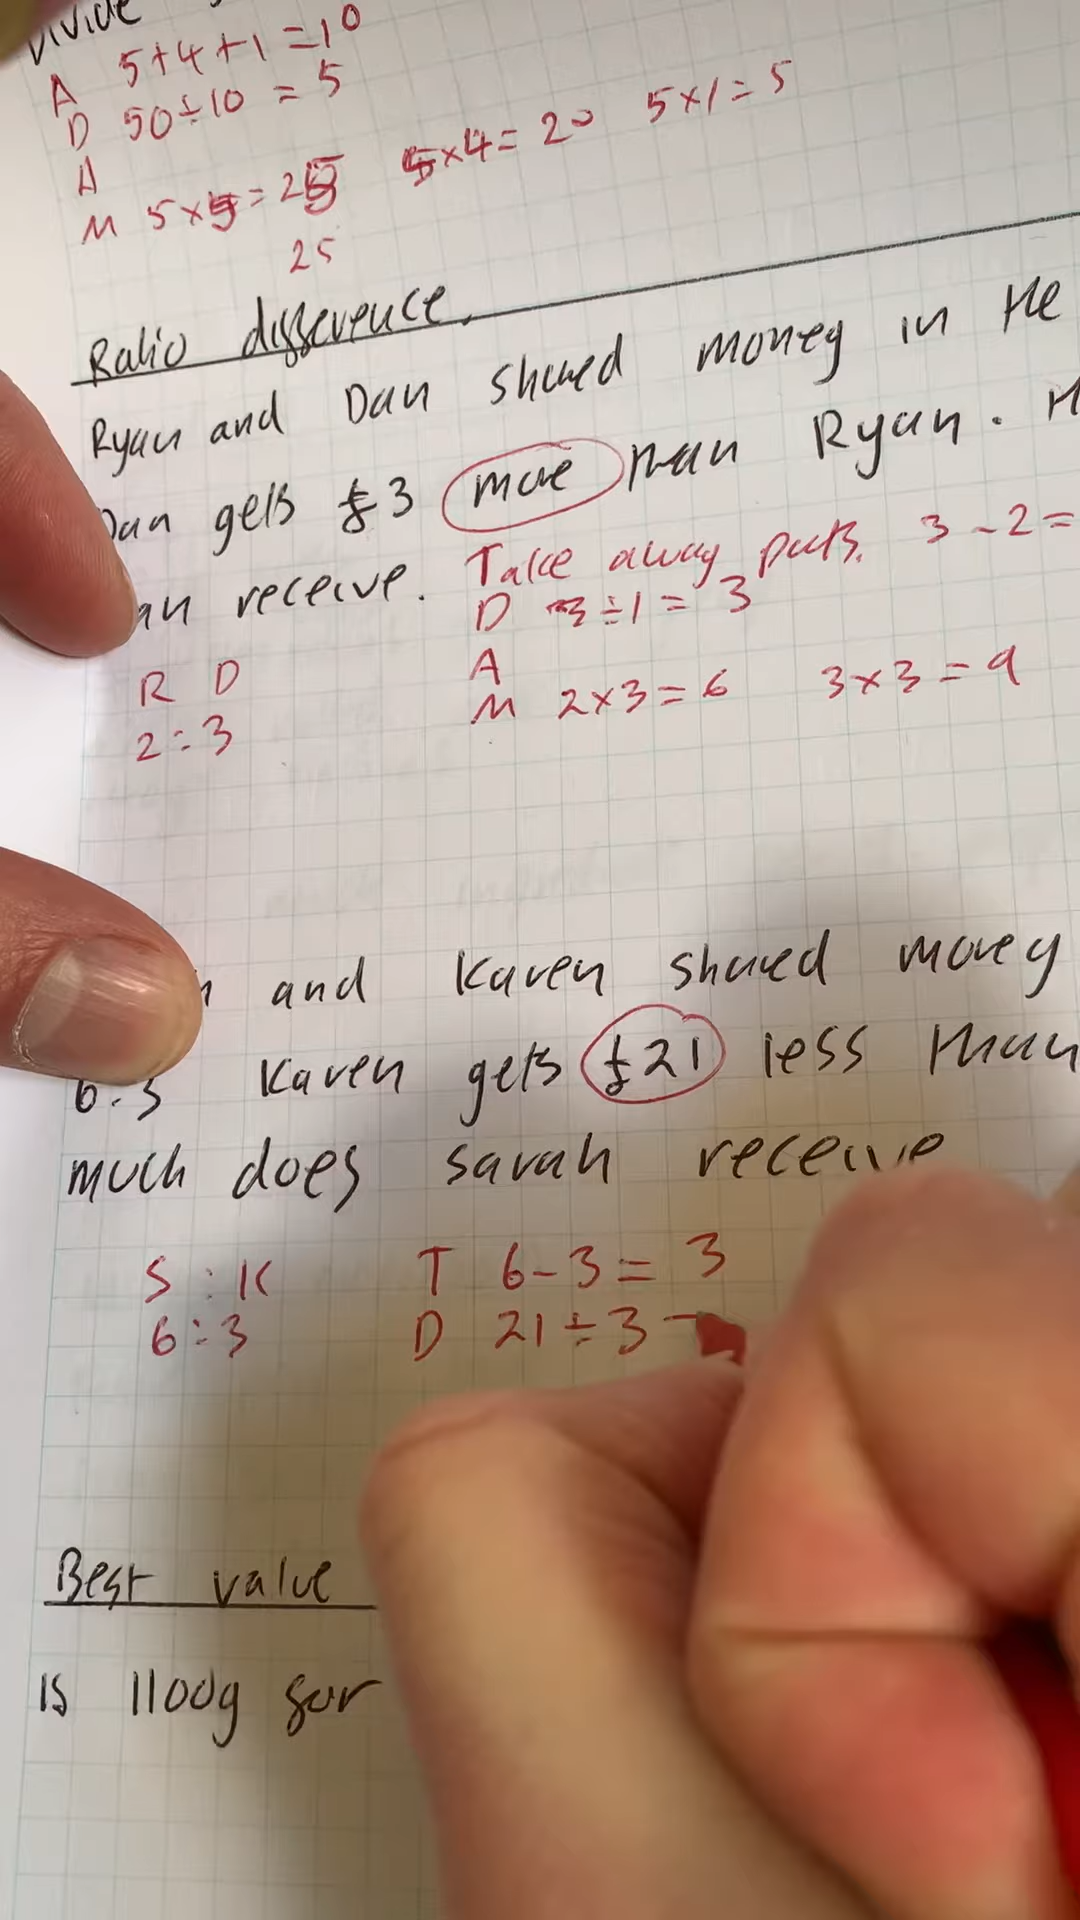 Divide
A 5+4+1=10
D 50÷10 = 5
A
M 5×5=25 5×4=20 5×1=5
25
Ratio difference.
Ryan and Dan shared money in the
Dan gets £3 more than Ryan. H
an receive. Take away parts. 3-2=
D 3÷1=3
R D A
2:3 M 2×3=6 3×3=9
and Karen shared money
6:3 Karen gets £21 less than
much does sarah receive
S : K T 6-3=3
6:3 D 21÷3
Best value
is 1100g for